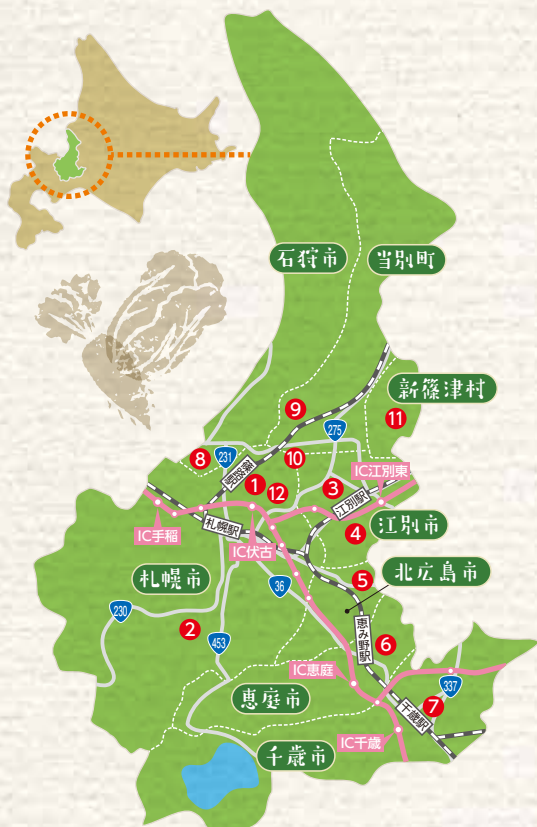 石狩市
当別町
新篠津村
⑨
275
⑪
⑧
231
篠路駅
⑩
IC江別東
①
⑫
③
江別駅
IC手稲
札幌駅
④
江別市
IC伏古
札幌市
36
⑤
北広島市
230
②
453
恵み野駅
⑥
IC恵庭
337
恵庭市
⑦
千歳駅
千歳市
IC千歳